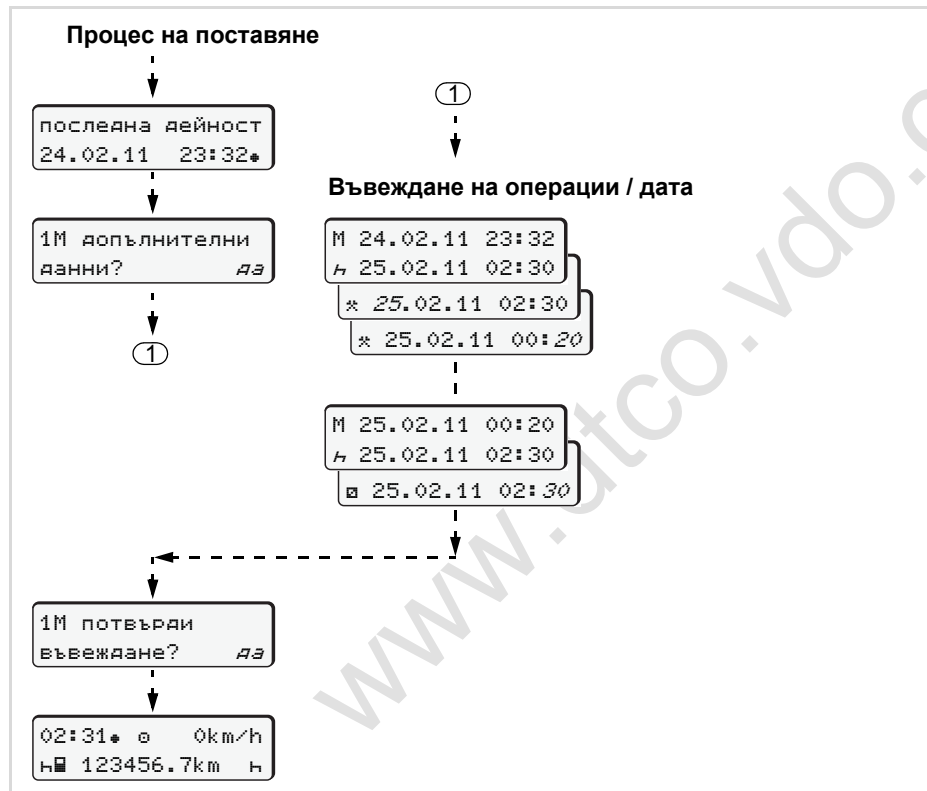 Процес на поставяне
последна дейност
24.02.11 23:32
1M допълнителни
данни? да
1
1
Въвеждане на операции / дата
M 24.02.11 23:32
25.02.11 02:30
25.02.11 02:30
25.02.11 00:20
M 25.02.11 00:20
25.02.11 02:30
25.02.11 02:30
1M потвърди
въвеждане? да
02:31 0km/h
123456.7km
www.dtco.vdo.c